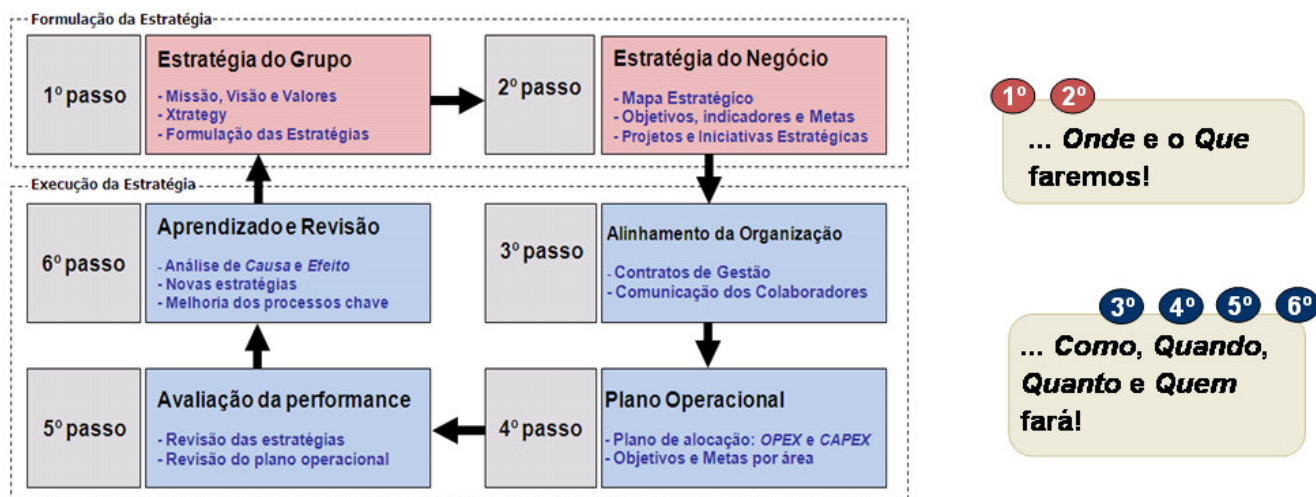 Formulação da Estratégia
1º passo
Estratégia do Grupo
- Missão, Visão e Valores
- Xtrategy
- Formulação das Estratégias
2º passo
Estratégia do Negócio
- Mapa Estratégico
- Objetivos, indicadores e Metas
- Projetos e Iniciativas Estratégicas
Execução da Estratégia
6º passo
Aprendizado e Revisão
- Análise de Causa e Efeito
- Novas estratégias
- Melhoria dos processos chave
3º passo
Alinhamento da Organização
- Contratos de Gestão
- Comunicação dos Colaboradores
5º passo
Avaliação da performance
- Revisão das estratégias
- Revisão do plano operacional
4º passo
Plano Operacional
- Plano de alocação: OPEX e CAPEX
- Objetivos e Metas por área
1º 2º
... Onde e o Que
faremos!
3º 4º 5º 6º
... Como, Quando,
Quanto e Quem
fará!